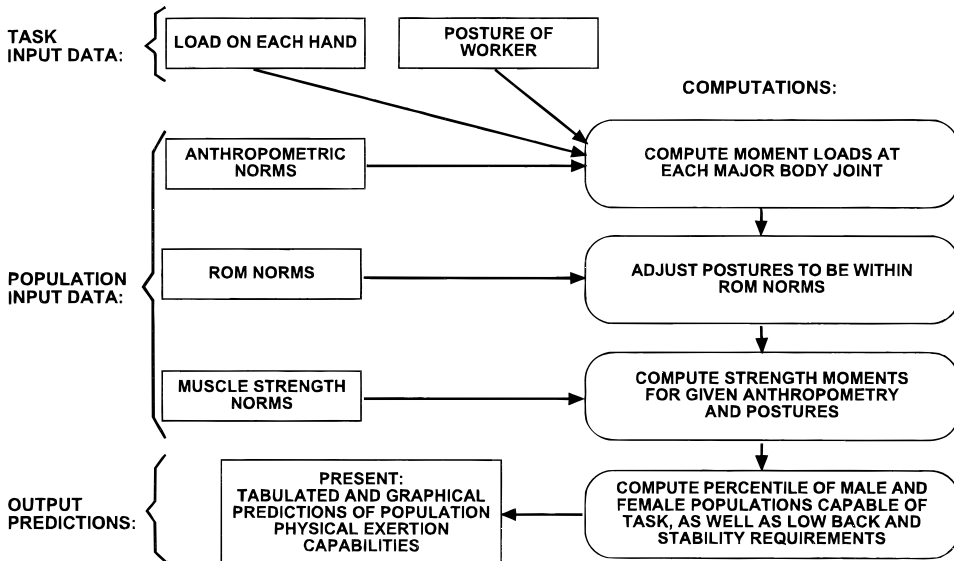 TASK
INPUT DATA:
LOAD ON EACH HAND
POSTURE OF
WORKER
COMPUTATIONS:
ANTHROPOMETRIC
NORMS
COMPUTE MOMENT LOADS AT
EACH MAJOR BODY JOINT
POPULATION
INPUT DATA:
ROM NORMS
ADJUST POSTURES TO BE WITHIN
ROM NORMS
MUSCLE STRENGTH
NORMS
COMPUTE STRENGTH MOMENTS
FOR GIVEN ANTHROPOMETRY
AND POSTURES
OUTPUT
PREDICTIONS:
PRESENT:
TABULATED AND GRAPHICAL
PREDICTIONS OF POPULATION
PHYSICAL EXERTION
CAPABILITIES
COMPUTE PERCENTILE OF MALE AND
FEMALE POPULATIONS CAPABLE OF
TASK, AS WELL AS LOW BACK AND
STABILITY REQUIREMENTS